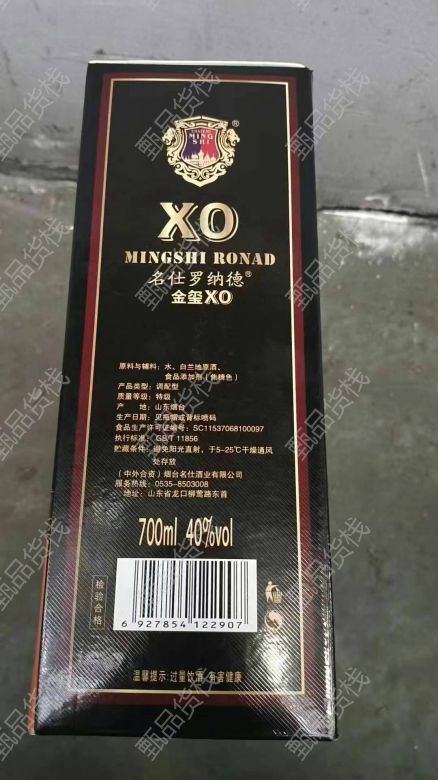 CHATEAU
MING
SHI
®
XO
MINGSHI RONAD
名仕罗纳德®
金玺XO
原料与辅料：水、白兰地原酒、
食品添加剂（焦糖色）
产品类型：调配型
质量等级：特级
产　地：山东烟台
生产日期：见瓶帽或背标喷码
食品生产许可证编号：SC11537068100097
执行标准：GB/T 11856
贮藏条件：避免阳光直射，于5-25℃干燥通风
处存放
（中外合资）烟台名仕酒业有限公司
服务热线：0535-8503008
地址：山东省龙口柳莺路东首
700ml 40%vol
检验合格
6 927854 122907
温馨提示：过量饮酒 有害健康
甄品货栈